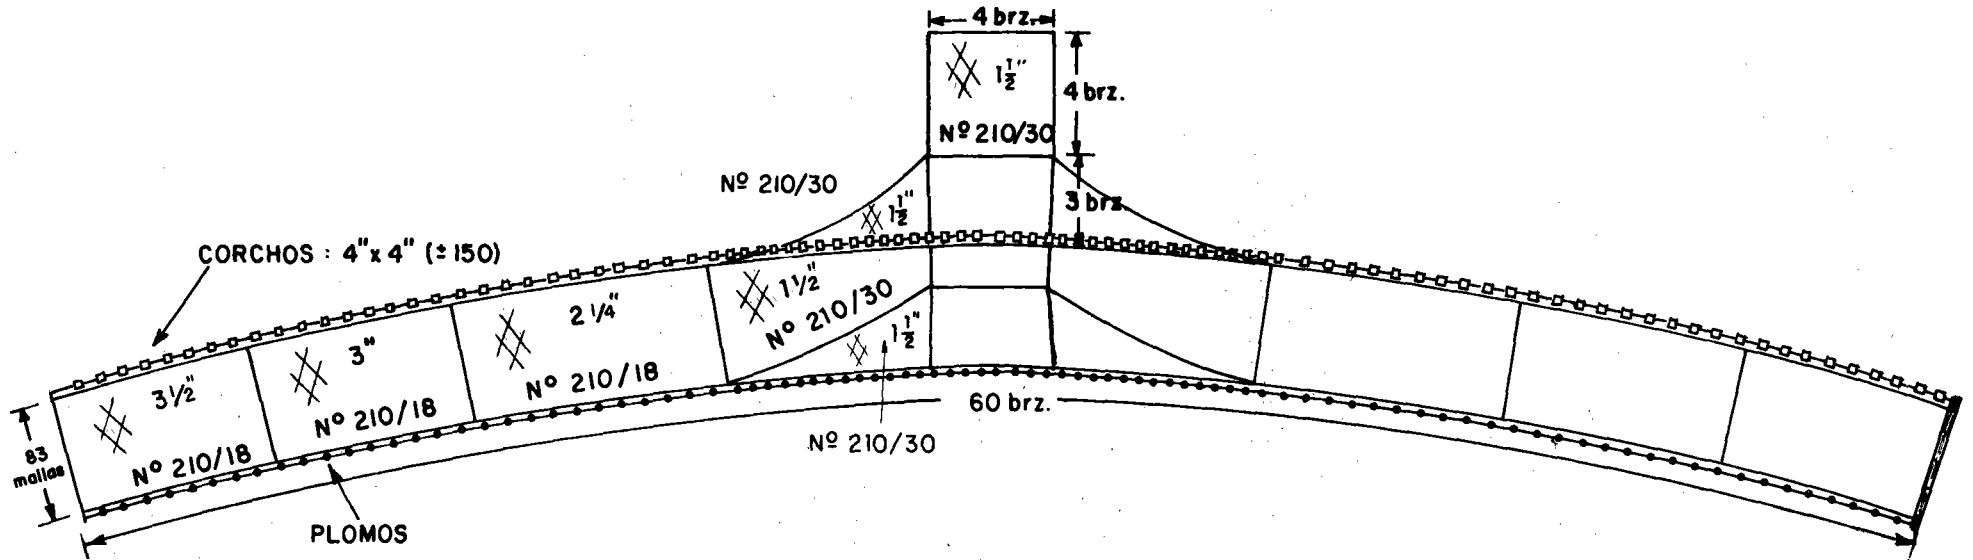 4 brz.
1½"
4 brz.
Nº 210/30
Nº 210/30
3 brz.
1½"
CORCHOS : 4" x 4" (± 150)
1½"
Nº 210/30
2 ¼"
Nº 210/18
3"
Nº 210/18
3½"
Nº 210/18
1½"
83
mallas
60 brz.
Nº 210/30
PLOMOS